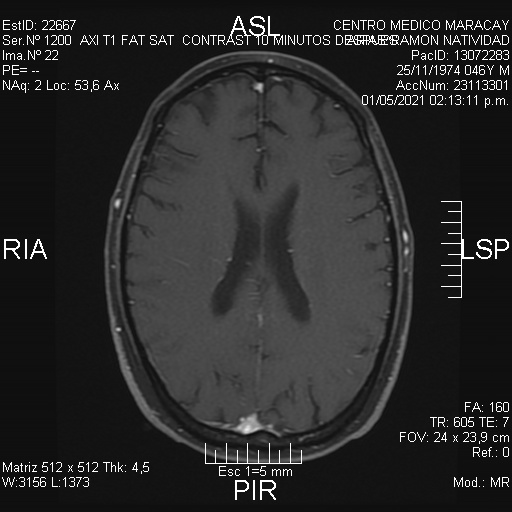 EstID: 22667
ASL
CENTRO MEDICO MARACAY
Ser.Nº 1200 AXI T1 FAT SAT CONTRAST 10 MINUTOS
RAMON NATIVIDAD
Ima.Nº 22
PacID: 13072283
PE= --
25/11/1974 046Y M
NAq: 2 Loc: 53,6 Ax
AccNum: 23113301
01/05/2021 02:13:11 p.m.
RIA
LSP
FA: 160
TR: 605 TE: 7
FOV: 24 x 23,9 cm
Ref.: 0
Matriz 512 x 512 Thk: 4,5
Esc 1=5 mm
W:3156 L:1373
PIR
Mod.: MR